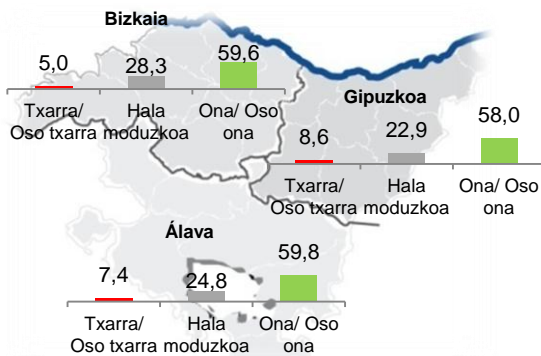 Bizkaia
5,0 28,3 59,6
Txarra/ Hala Ona/ Oso
Oso txarra moduzkoa ona
Gipuzkoa
8,6 22,9 58,0
Txarra/ Hala Ona/ Oso
Oso txarra moduzkoa ona
Álava
7,4 24,8 59,8
Txarra/ Hala Ona/ Oso
Oso txarra moduzkoa ona